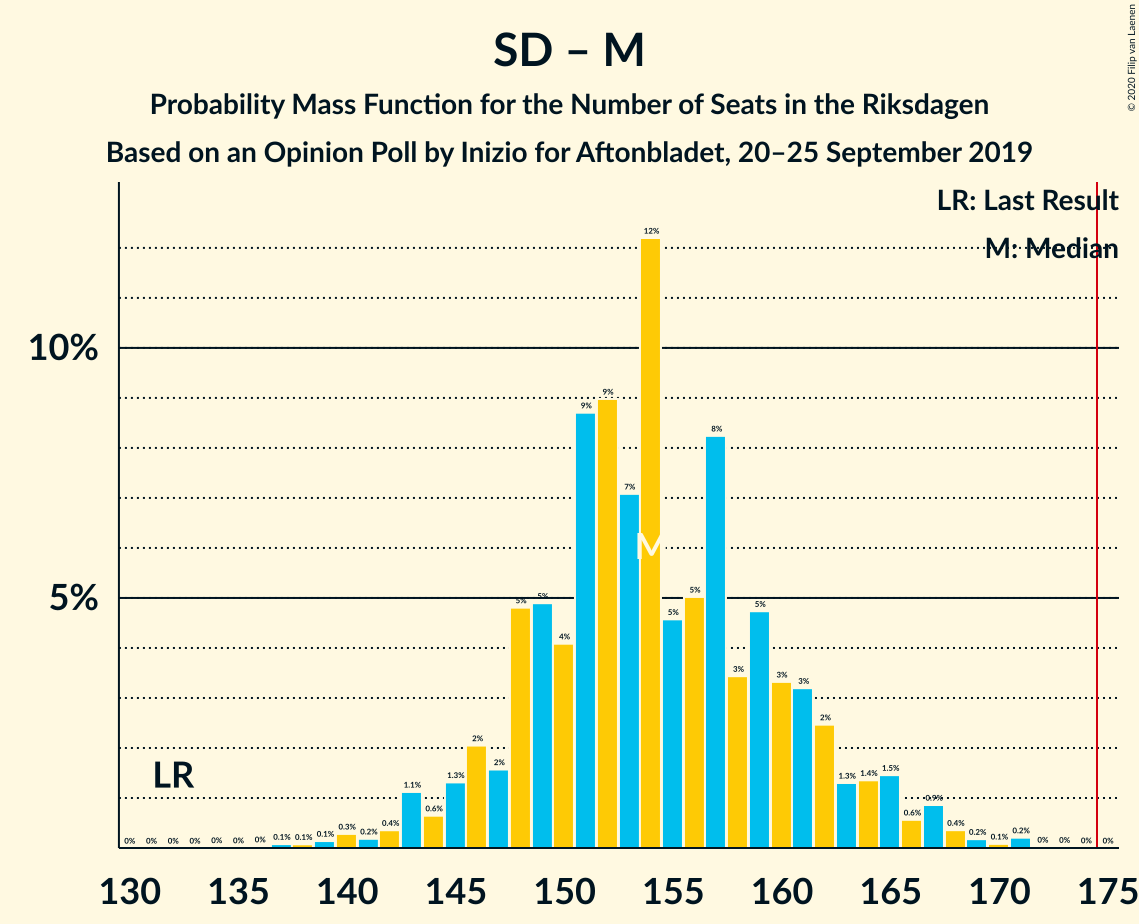 SD – M
Probability Mass Function for the Number of Seats in the Riksdagen
Based on an Opinion Poll by Inizio for Aftonbladet, 20–25 September 2019
© 2020 Filip van Laenen
LR: Last Result
M: Median
10%
5%
LR
M
0% 0% 0% 0% 0% 0% 0% 0.1% 0.1% 0.1% 0.3% 0.2% 0.4% 1.1% 0.6% 1.3% 2% 2% 5% 5% 4% 9% 9% 7% 12% 5% 5% 8% 3% 5% 3% 3% 2% 1.3% 1.4% 1.5% 0.6% 0.9% 0.4% 0.2% 0.1% 0.2% 0% 0% 0% 0%
130 135 140 145 150 155 160 165 170 175